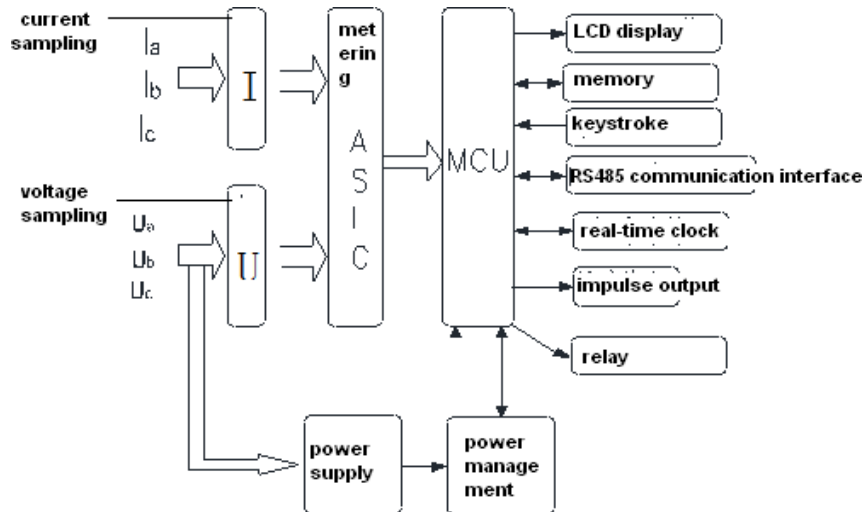 current
sampling
Ia
Ib
Ic
I
voltage
sampling
Ua
Ub
Uc
U
met
erin
g
A
S
I
C
MCU
LCD display
memory
keystroke
RS485 communication interface
real-time clock
impulse output
relay
power
supply
power
manage
ment